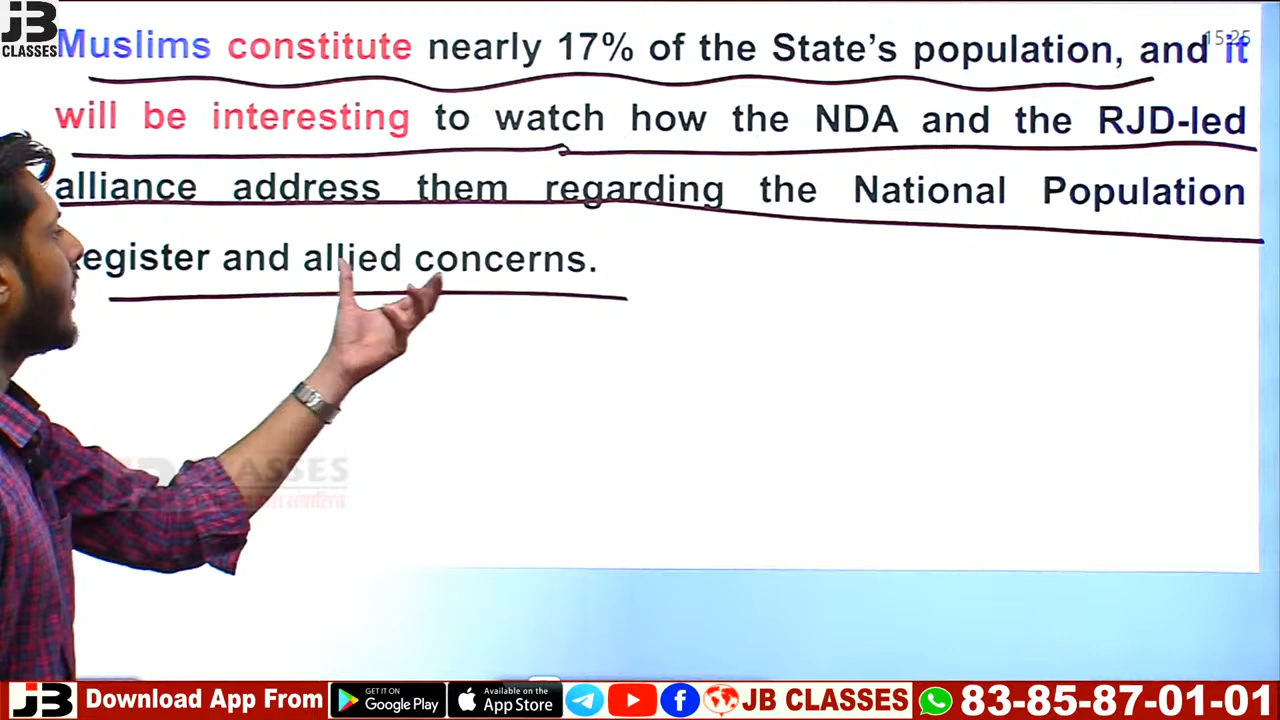 JB
CLASSES
Muslims constitute nearly 17% of the State's population, and it
15:25
will be interesting to watch how the NDA and the RJD-led
alliance address them regarding the National Population
Register and allied concerns.
CLASSES
JB Download App From GET IT ON Google Play Available on the App Store JB CLASSES 83-85-87-01-01